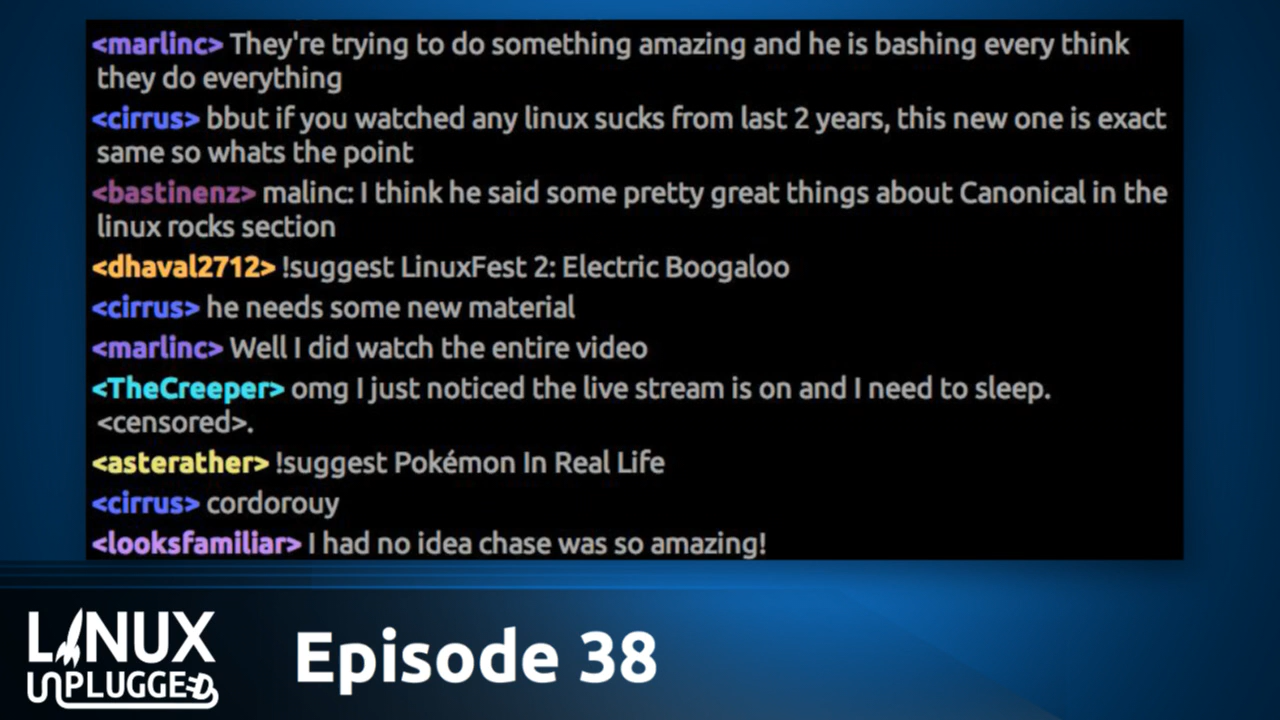 <marlinc> They're trying to do something amazing and he is bashing every think
they do everything
<cirrus> bbut if you watched any linux sucks from last 2 years, this new one is exact
same so whats the point
<bastinenz> malinc: I think he said some pretty great things about Canonical in the
linux rocks section
<dhaval2712> !suggest LinuxFest 2: Electric Boogaloo
<cirrus> he needs some new material
<marlinc> Well I did watch the entire video
<TheCreeper> omg I just noticed the live stream is on and I need to sleep.
<censored>.
<asterather> !suggest Pokémon In Real Life
<cirrus> cordorouy
<looksfamiliar> I had no idea chase was so amazing!
LINUX
UNPLUGGED
Episode 38